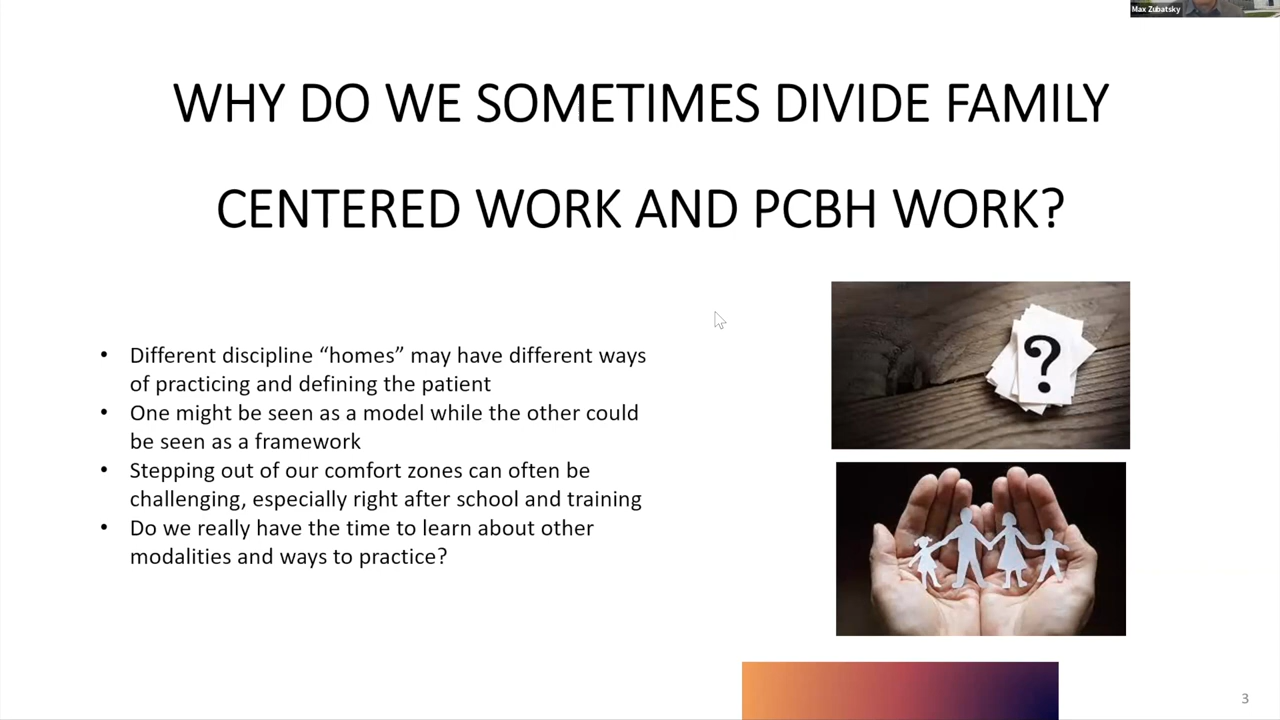 Max Zubatsky
WHY DO WE SOMETIMES DIVIDE FAMILY
CENTERED WORK AND PCBH WORK?
• Different discipline “homes” may have different ways
of practicing and defining the patient
• One might be seen as a model while the other could
be seen as a framework
• Stepping out of our comfort zones can often be
challenging, especially right after school and training
• Do we really have the time to learn about other
modalities and ways to practice?
?
3